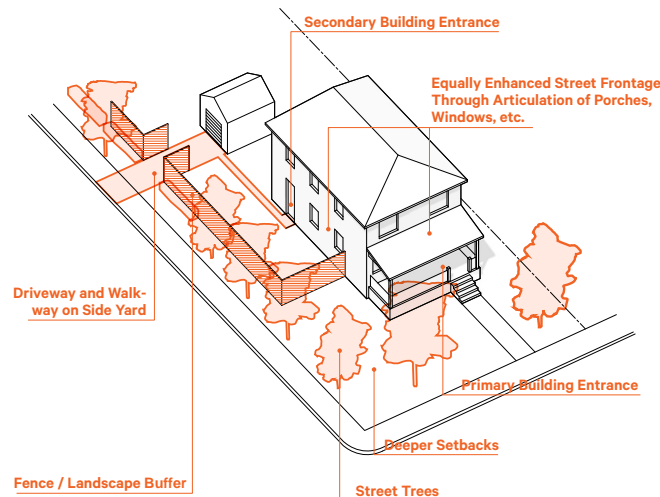 Secondary Building Entrance
Equally Enhanced Street Frontage
Through Articulation of Porches,
Windows, etc.
Driveway and Walk-
way on Side Yard
Primary Building Entrance
Deeper Setbacks
Fence / Landscape Buffer
Street Trees